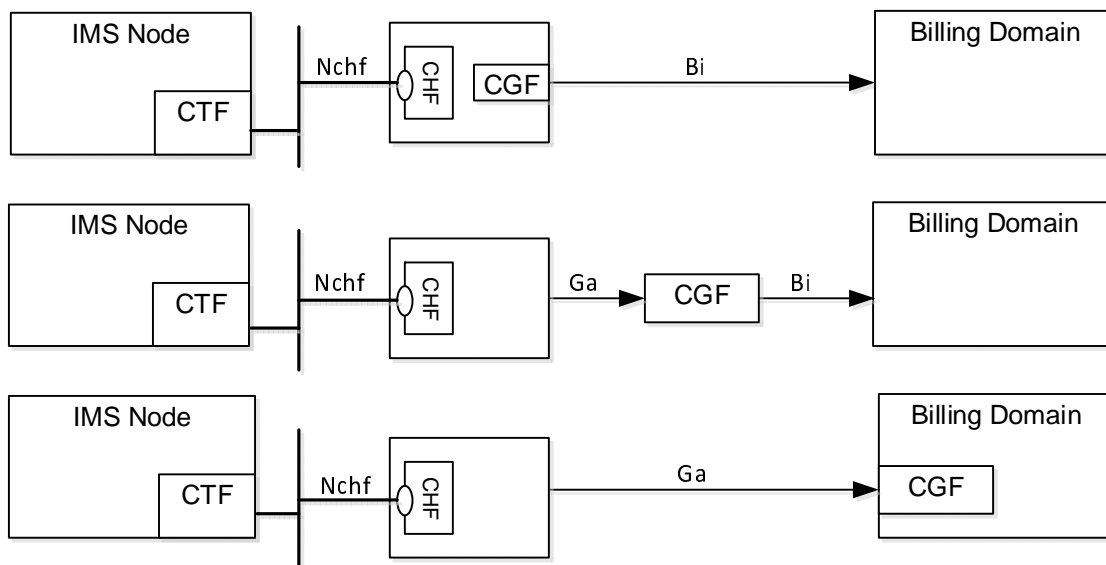 IMS Node
Billing Domain
Nchf
CHF
CGF
Bi
CTF
IMS Node
Billing Domain
Nchf
CHF
Ga
CGF
Bi
CTF
IMS Node
Billing Domain
Nchf
CHF
Ga
CGF
CTF